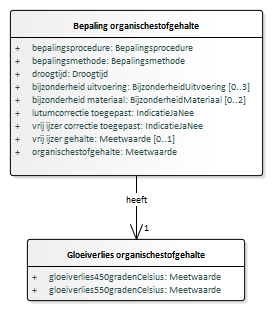 Bepaling organischestofgehalte
+ bepalingsprocedure: Bepalingsprocedure
+ bepalingsmethode: Bepalingsmethode
+ droogtijd: Droogtijd
+ bijzonderheid uitvoering: BijzonderheidUitvoering [0..3]
+ bijzonderheid materiaal: BijzonderheidMateriaal [0..2]
+ lutumcorrectie toegepast: IndicatieJaNee
+ vrij ijzer correctie toegepast: IndicatieJaNee
+ vrij ijzer gehalte: Meetwaarde [0..1]
+ organischestofgehalte: Meetwaarde
heeft
1
Gloeiverlies organischestofgehalte
+ gloeiverlies450gradenCelsius: Meetwaarde
+ gloeiverlies550gradenCelsius: Meetwaarde